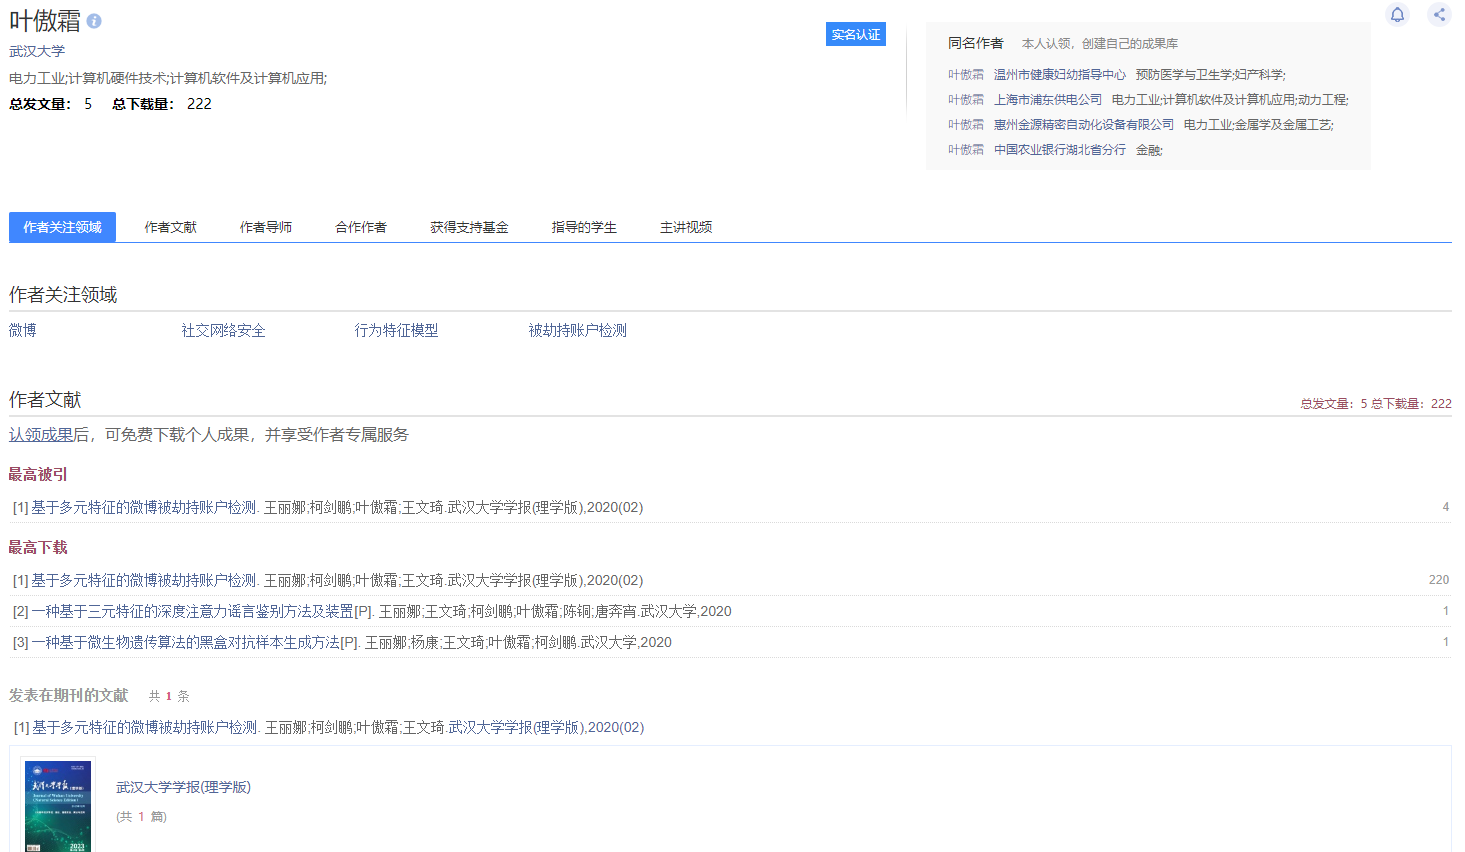 叶傲霜
武汉大学
电力工业;计算机硬件技术;计算机软件及计算机应用;
总发文量： 5 总下载量： 222
实名认证
同名作者 本人认领，创建自己的成果库
叶傲霜 温州市健康妇幼指导中心 预防医学与卫生学;妇产科学;
叶傲霜 上海市浦东供电公司 电力工业;计算机软件及计算机应用;动力工程;
叶傲霜 惠州金源精密自动化设备有限公司 电力工业;金属学及金属工艺;
叶傲霜 中国农业银行湖北省分行 金融;
作者关注领域 作者文献 作者导师 合作作者 获得支持基金 指导的学生 主讲视频
作者关注领域
微博 社交网络安全 行为特征模型 被劫持账户检测
作者文献 总发文量：5 总下载量：222
认领成果后，可免费下载个人成果，并享受作者专属服务
最高被引
[1] 基于多元特征的微博被劫持账户检测. 王丽娜;柯剑鹏;叶傲霜;王文琦.武汉大学学报(理学版),2020(02) 4
最高下载
[1] 基于多元特征的微博被劫持账户检测. 王丽娜;柯剑鹏;叶傲霜;王文琦.武汉大学学报(理学版),2020(02) 220
[2] 一种基于三元特征的深度注意力谣言鉴别方法及装置[P]. 王丽娜;王文琦;柯剑鹏;叶傲霜;陈铜;唐奔宵.武汉大学,2020 1
[3] 一种基于微生物遗传算法的黑盒对抗样本生成方法[P]. 王丽娜;杨康;王文琦;叶傲霜;柯剑鹏.武汉大学,2020 1
发表在期刊的文献 共 1 条
[1] 基于多元特征的微博被劫持账户检测. 王丽娜;柯剑鹏;叶傲霜;王文琦.武汉大学学报(理学版),2020(02)
武汉大学学报(理学版)
(共 1 篇)
武漢大學學報
Journal of Wuhan University
(Natural Science Edition)
2023